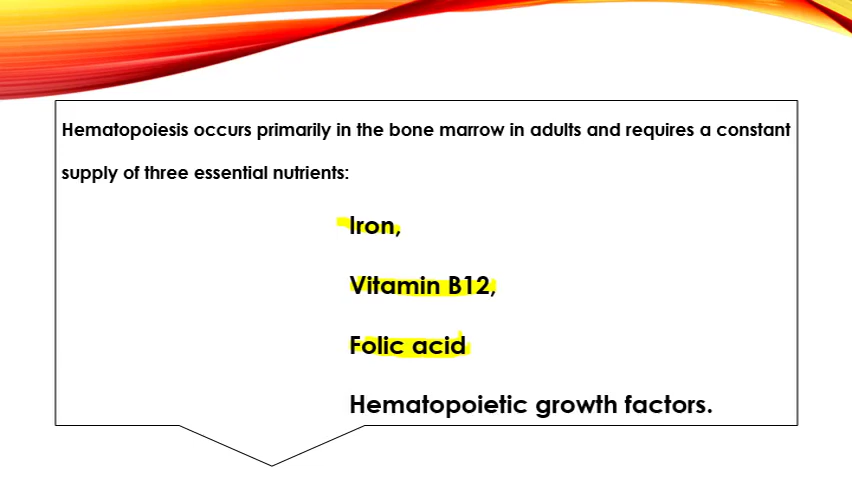 Hematopoiesis occurs primarily in the bone marrow in adults and requires a constant
supply of three essential nutrients:
Iron,
Vitamin B12,
Folic acid
Hematopoietic growth factors.